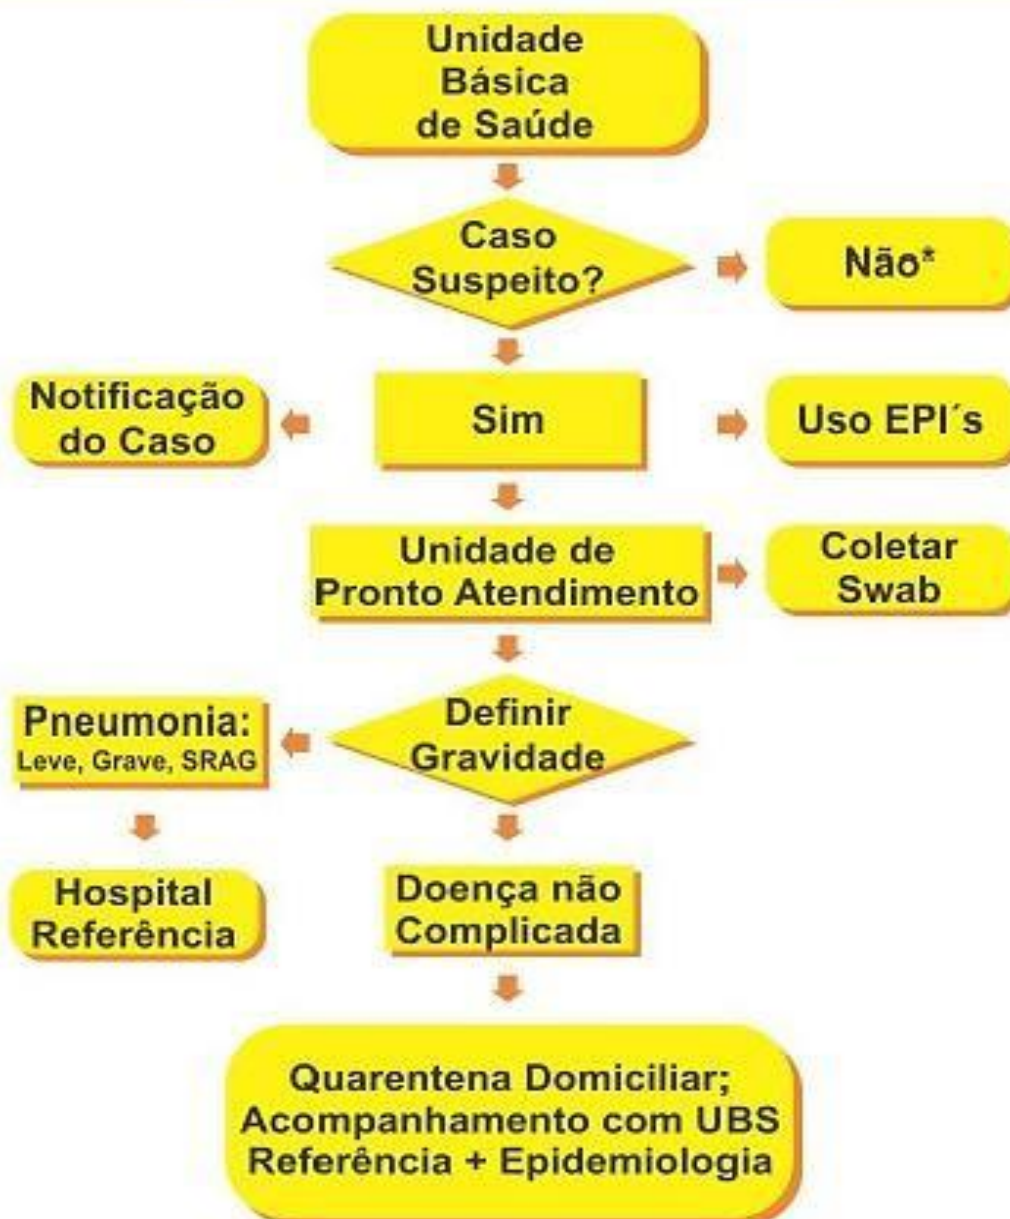 Unidade
Básica
de Saúde
Caso
Suspeito?
Não*
Notificação
do Caso
Sim
Uso EPI´s
Unidade de
Pronto Atendimento
Coletar
Swab
Pneumonia:
Leve, Grave, SRAG
Definir
Gravidade
Hospital
Referência
Doença não
Complicada
Quarentena Domiciliar;
Acompanhamento com UBS
Referência + Epidemiologia